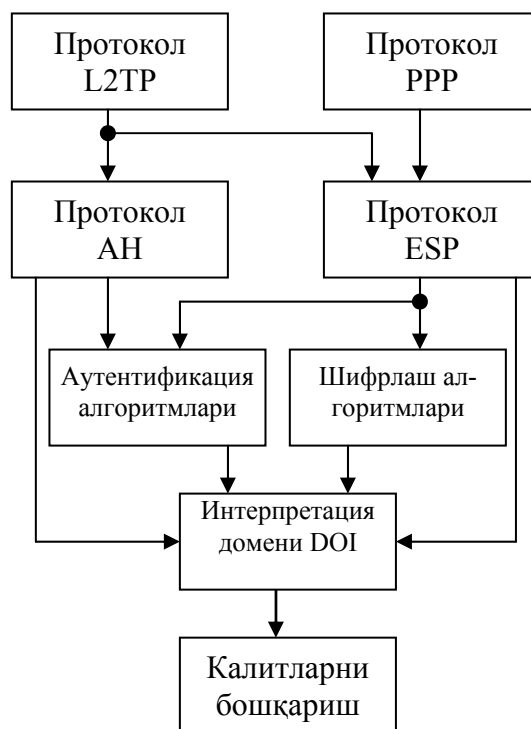 Протокол
L2TP
Протокол
PPP
Протокол
AH
Протокол
ESP
Аутентификация
алгоритмлари
Шифрлаш ал-
горитмлари
Интерпретация
домени DOI
Калитларни
бошқариш